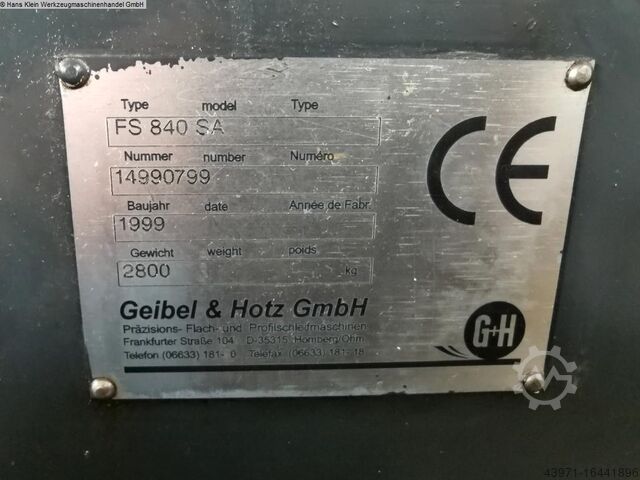 © Hans Klein Werkzeugmaschinenhandel GmbH
Type model Type
FS 840 SA
Nummer number Numéro
14990799
Baujahr date Année de Fabr.
1999
Gewicht weight poids
2800 kg
CE
Geibel & Hotz GmbH
Präzisions- Flach- und Profilschleifmaschinen
Frankfurter Straße 104 D-35315 Homberg/Ohm
Telefon (06633) 181- 0 Telefax (06633) 181- 18
G+H
43971-16441896